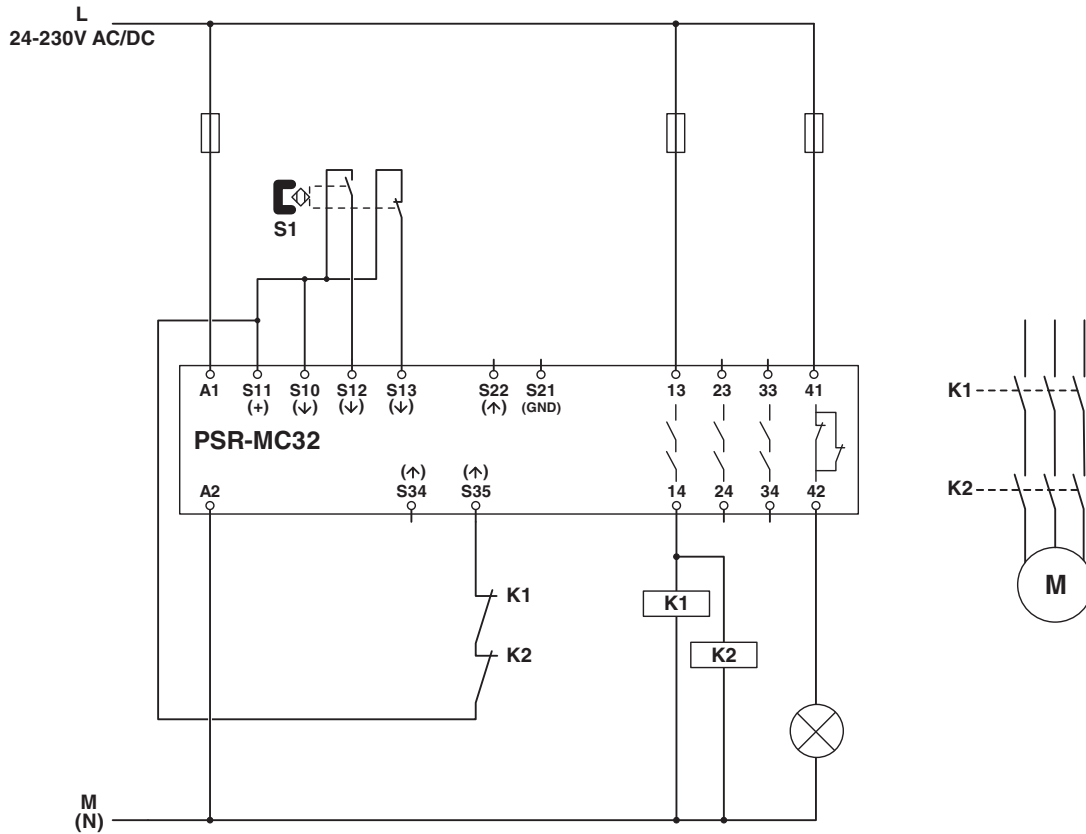 L
24-230V AC/DC
S1
A1 S11 S10 S12 S13 S22 S21 13 23 33 41
(+) (↓) (↓) (↓) (↑) (GND)
PSR-MC32
(↑) (↑)
A2 S34 S35 14 24 34 42
K1
K2
K1
K2
K1
K2
M
M
(N)